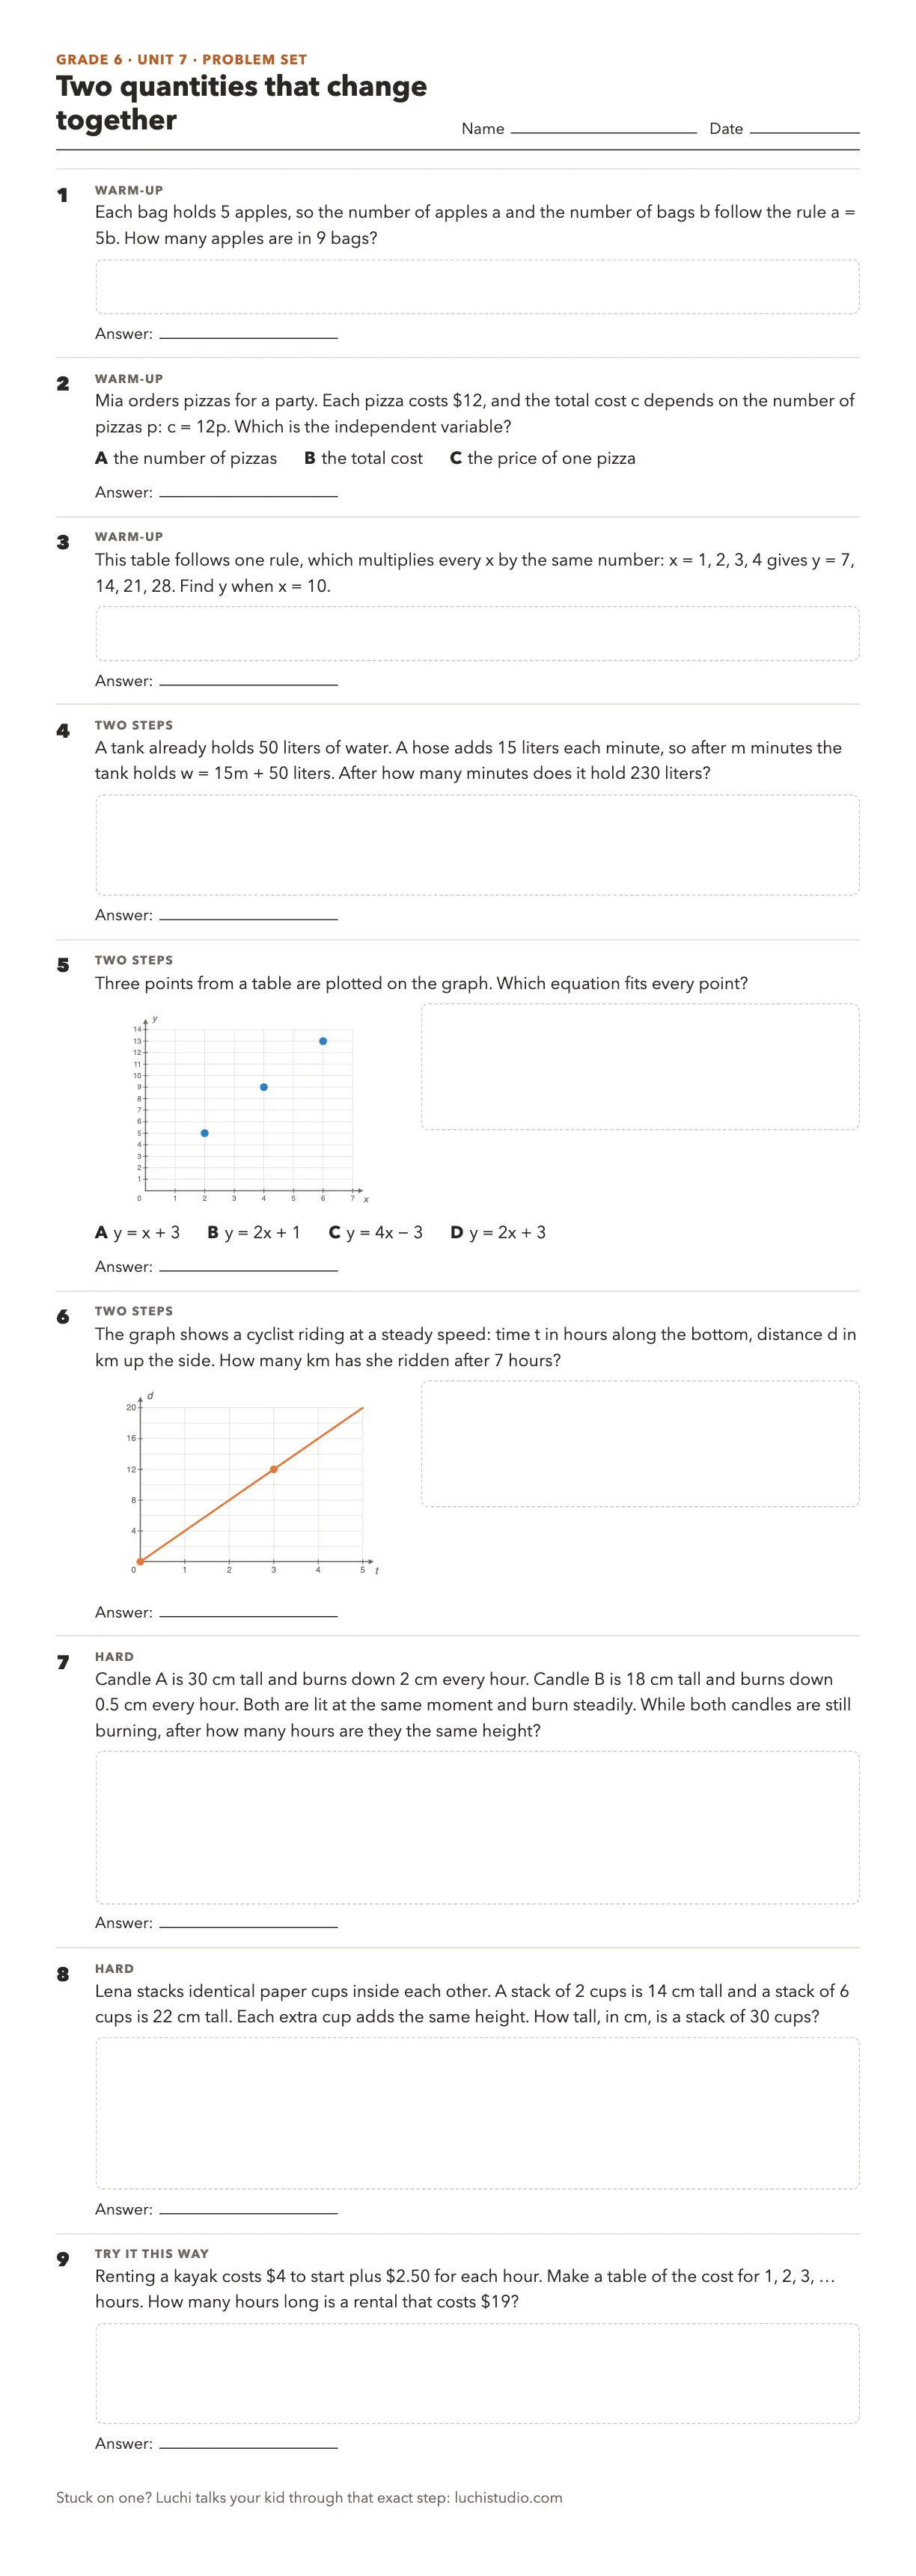 GRADE 6 · UNIT 7 · PROBLEM SET
Two quantities that change
together
Name
Date
1
WARM-UP
Each bag holds 5 apples, so the number of apples a and the number of bags b follow the rule a =
5b. How many apples are in 9 bags?
Answer:
2
WARM-UP
Mia orders pizzas for a party. Each pizza costs $12, and the total cost c depends on the number of
pizzas p: c = 12p. Which is the independent variable?
A the number of pizzas B the total cost C the price of one pizza
Answer:
3
WARM-UP
This table follows one rule, which multiplies every x by the same number: x = 1, 2, 3, 4 gives y = 7,
14, 21, 28. Find y when x = 10.
Answer:
4
TWO STEPS
A tank already holds 50 liters of water. A hose adds 15 liters each minute, so after m minutes the
tank holds w = 15m + 50 liters. After how many minutes does it hold 230 liters?
Answer:
5
TWO STEPS
Three points from a table are plotted on the graph. Which equation fits every point?
y
14
13
12
11
10
9
8
7
6
5
4
3
2
1
0 1 2 3 4 5 6 7 x
A y = x + 3 B y = 2x + 1 C y = 4x − 3 D y = 2x + 3
Answer:
6
TWO STEPS
The graph shows a cyclist riding at a steady speed: time t in hours along the bottom, distance d in
km up the side. How many km has she ridden after 7 hours?
d
20
16
12
8
4
0 1 2 3 4 5 t
Answer:
7
HARD
Candle A is 30 cm tall and burns down 2 cm every hour. Candle B is 18 cm tall and burns down
0.5 cm every hour. Both are lit at the same moment and burn steadily. While both candles are still
burning, after how many hours are they the same height?
Answer:
8
HARD
Lena stacks identical paper cups inside each other. A stack of 2 cups is 14 cm tall and a stack of 6
cups is 22 cm tall. Each extra cup adds the same height. How tall, in cm, is a stack of 30 cups?
Answer:
9
TRY IT THIS WAY
Renting a kayak costs $4 to start plus $2.50 for each hour. Make a table of the cost for 1, 2, 3, …
hours. How many hours long is a rental that costs $19?
Answer:
Stuck on one? Luchi talks your kid through that exact step: luchistudio.com